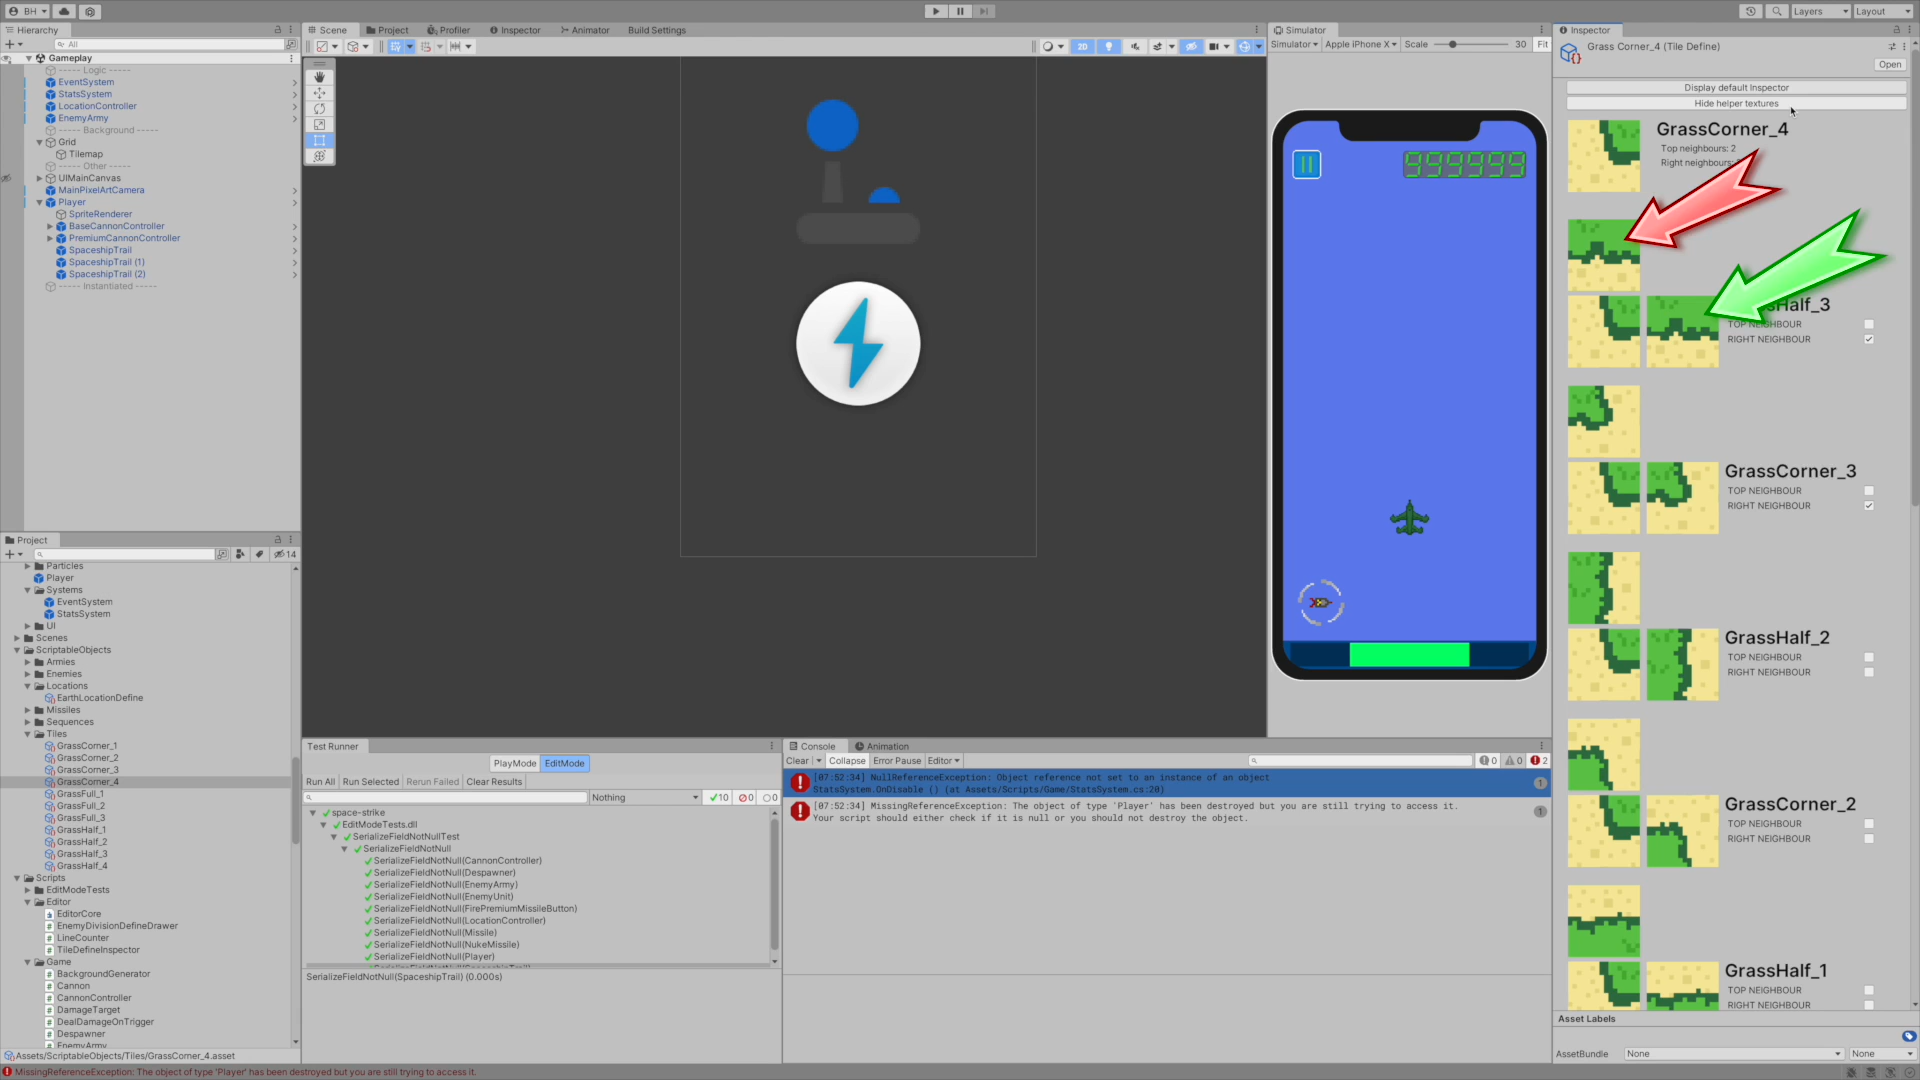 BH
Layers
Layout
Hierarchy
All
Gameplay
----- Logic -----
EventSystem
StatsSystem
LocationController
EnemyArmy
----- Background -----
Grid
Tilemap
----- Other -----
UIMainCanvas
MainPixelArtCamera
Player
SpriteRenderer
BaseCannonController
PremiumCannonController
SpaceshipTrail
SpaceshipTrail (1)
SpaceshipTrail (2)
----- Instantiated -----
Scene
Project
Profiler
Inspector
Animator
Build Settings
2D
Simulator
Simulator
Apple iPhone X
Scale
30
Fit
999999
Inspector
Grass Corner_4 (Tile Define)
Open
Display default Inspector
Hide helper textures
GrassCorner_4
Top neighbours: 2
Right neighbours:
Half_3
TOP NEIGHBOUR
RIGHT NEIGHBOUR
GrassCorner_3
TOP NEIGHBOUR
RIGHT NEIGHBOUR
GrassHalf_2
TOP NEIGHBOUR
RIGHT NEIGHBOUR
GrassCorner_2
TOP NEIGHBOUR
RIGHT NEIGHBOUR
GrassHalf_1
TOP NEIGHBOUR
RIGHT NEIGHBOUR
Asset Labels
AssetBundle
None
None
Project
14
Particles
Player
Systems
EventSystem
StatsSystem
UI
Scenes
ScriptableObjects
Armies
Enemies
Locations
EarthLocationDefine
Missiles
Sequences
Tiles
GrassCorner_1
GrassCorner_2
GrassCorner_3
GrassCorner_4
GrassFull_1
GrassFull_2
GrassFull_3
GrassHalf_1
GrassHalf_2
GrassHalf_3
GrassHalf_4
Scripts
EditModeTests
Editor
EditorCore
EnemyDivisionDefineDrawer
LineCounter
TileDefineInspector
Game
BackgroundGenerator
Cannon
CannonController
DamageTarget
DealDamageOnTrigger
Despawner
EnemyArmy
Assets/ScriptableObjects/Tiles/GrassCorner_4.asset
MissingReferenceException: The object of type 'Player' has been destroyed but you are still trying to access it.
Test Runner
PlayMode
EditMode
Run All
Run Selected
Rerun Failed
Clear Results
Nothing
10
0
0
space-strike
EditModeTests.dll
SerializeFieldNotNullTest
SerializeFieldNotNull
SerializeFieldNotNull(CannonController)
SerializeFieldNotNull(Despawner)
SerializeFieldNotNull(EnemyArmy)
SerializeFieldNotNull(EnemyUnit)
SerializeFieldNotNull(FirePremiumMissileButton)
SerializeFieldNotNull(LocationController)
SerializeFieldNotNull(Missile)
SerializeFieldNotNull(NukeMissile)
SerializeFieldNotNull(Player)
SerializeFieldNotNull(SpaceshipTrail) (0.000s)
Console
Animation
Clear
Collapse
Error Pause
Editor
0
0
2
[07:52:34] NullReferenceException: Object reference not set to an instance of an object
StatsSystem.OnDisable () (at Assets/Scripts/Game/StatsSystem.cs:20)
1
[07:52:34] MissingReferenceException: The object of type 'Player' has been destroyed but you are still trying to access it.
Your script should either check if it is null or you should not destroy the object.
1